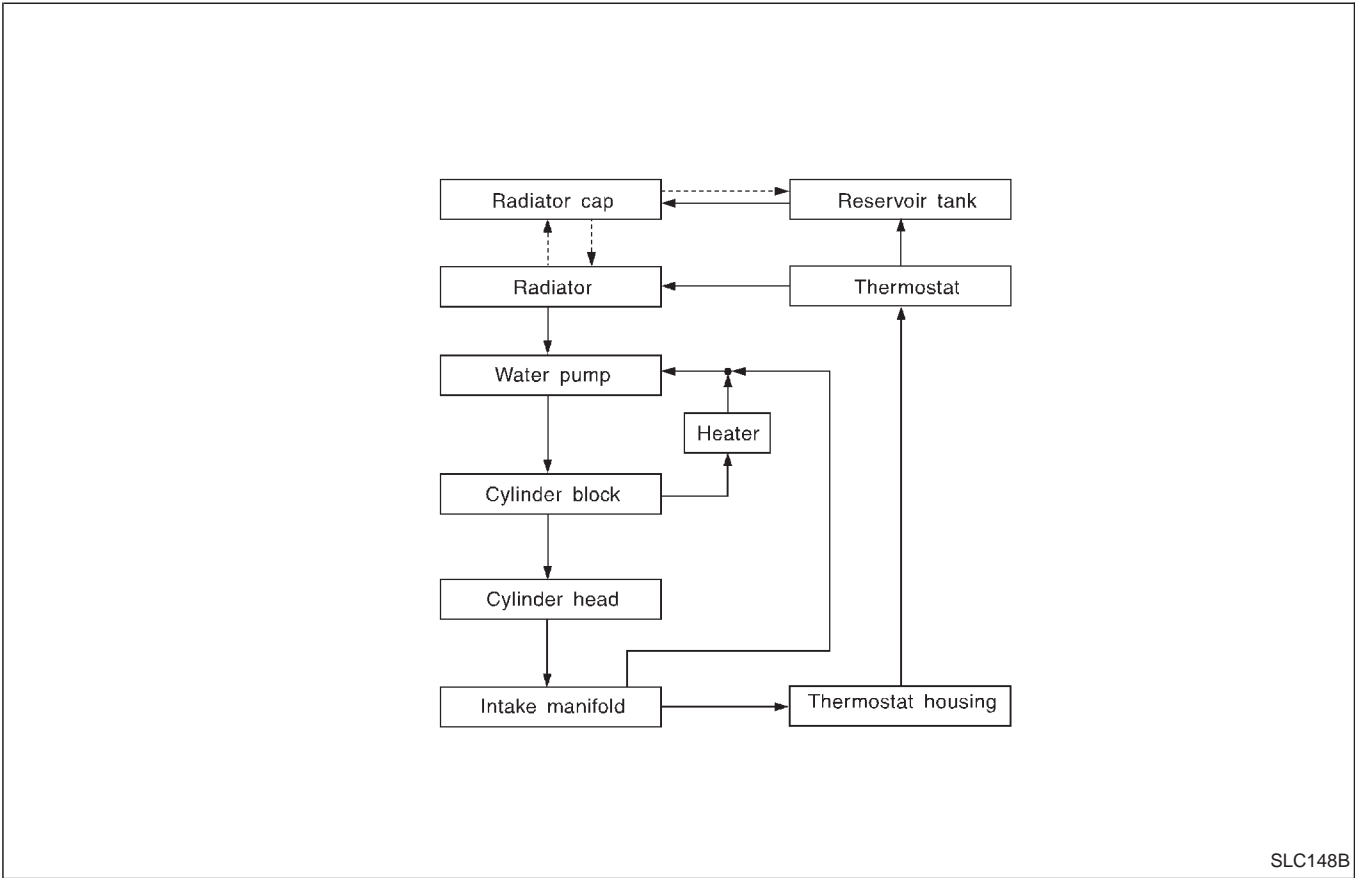 Radiator cap
Reservoir tank
Radiator
Thermostat
Water pump
Heater
Cylinder block
Cylinder head
Intake manifold
Thermostat housing
SLC148B